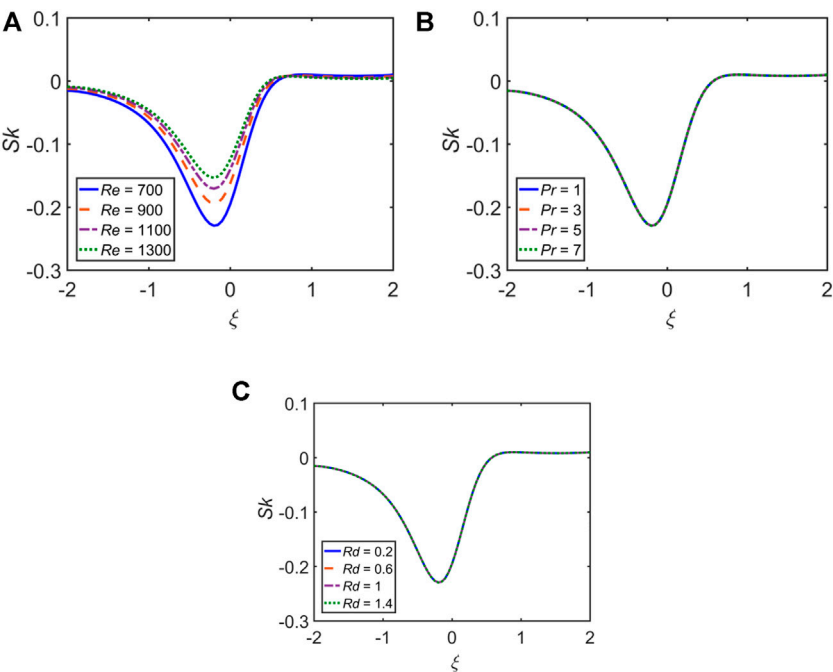 A
0.1
0
-0.1
-0.2
-0.3
Sk
Re = 700
Re = 900
Re = 1100
Re = 1300
-2 -1 0 1 2
ξ
B
0.1
0
-0.1
-0.2
-0.3
Sk
Pr = 1
Pr = 3
Pr = 5
Pr = 7
-2 -1 0 1 2
ξ
C
0.1
0
-0.1
-0.2
-0.3
Sk
Rd = 0.2
Rd = 0.6
Rd = 1
Rd = 1.4
-2 -1 0 1 2
ξ